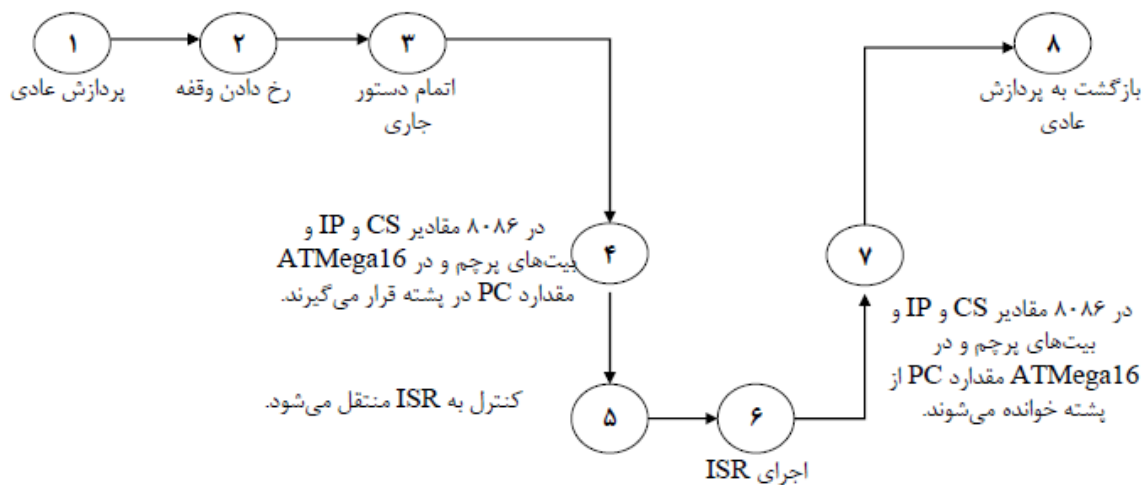 ۱
پردازش عادی
۲
رخ دادن وقفه
۳
اتمام دستور
جاری
۸
بازگشت به پردازش
عادی
۴
در ۸۰۸۶ مقادیر CS و IP و
بیت‌های پرچم و در ATMega16
مقدارد PC در پشته قرار می‌گیرند.
۵
کنترل به ISR منتقل می‌شود.
۶
اجرای ISR
۷
در ۸۰۸۶ مقادیر CS و IP و
بیت‌های پرچم و در
ATMega16 مقدارد PC از
پشته خوانده می‌شوند.